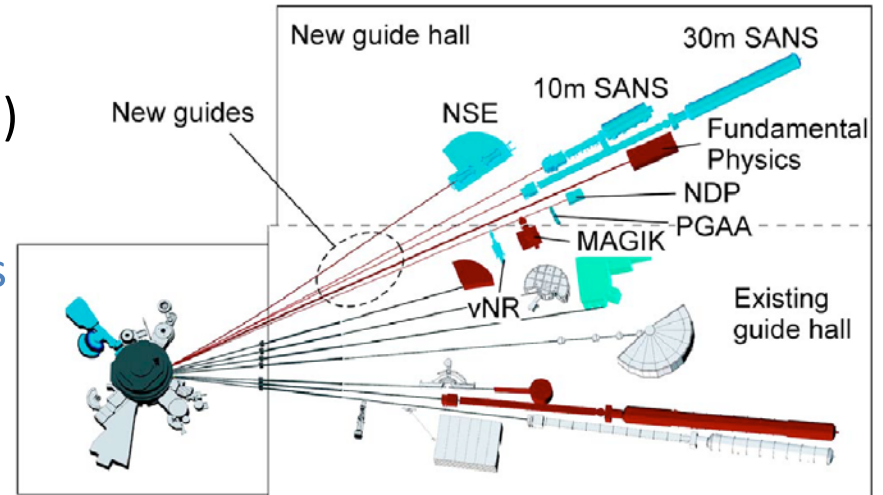 New guide hall
30m SANS
10m SANS
)
New guides
NSE
Fundamental
Physics
NDP
PGAA
MAGIK
s
vNR
Existing
guide hall